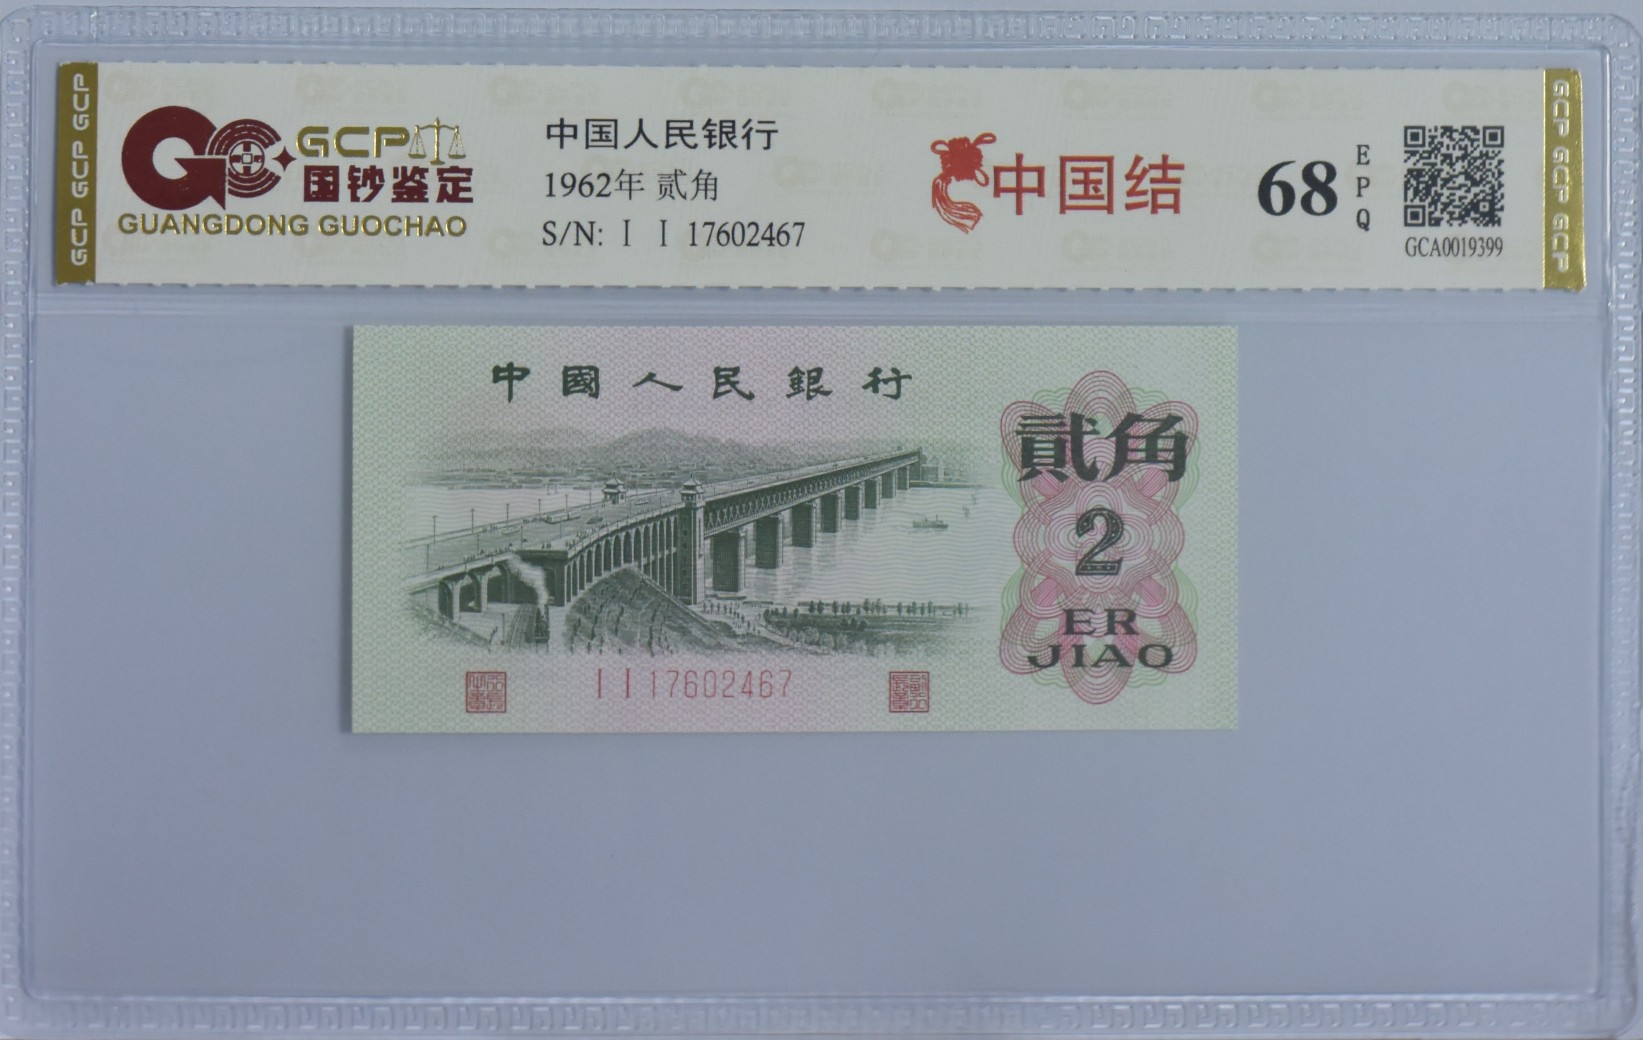 GCP GCP GCP
GCP
国钞鉴定
GUANGDONG GUOCHAO
中国人民银行
1962年 贰角
S/N: Ⅰ Ⅰ 17602467
中国结
68
E
P
Q
GCA0019399
GCP GCP GCP
中國人民銀行
貳角
2
ER
JIAO
Ⅰ Ⅰ 17602467